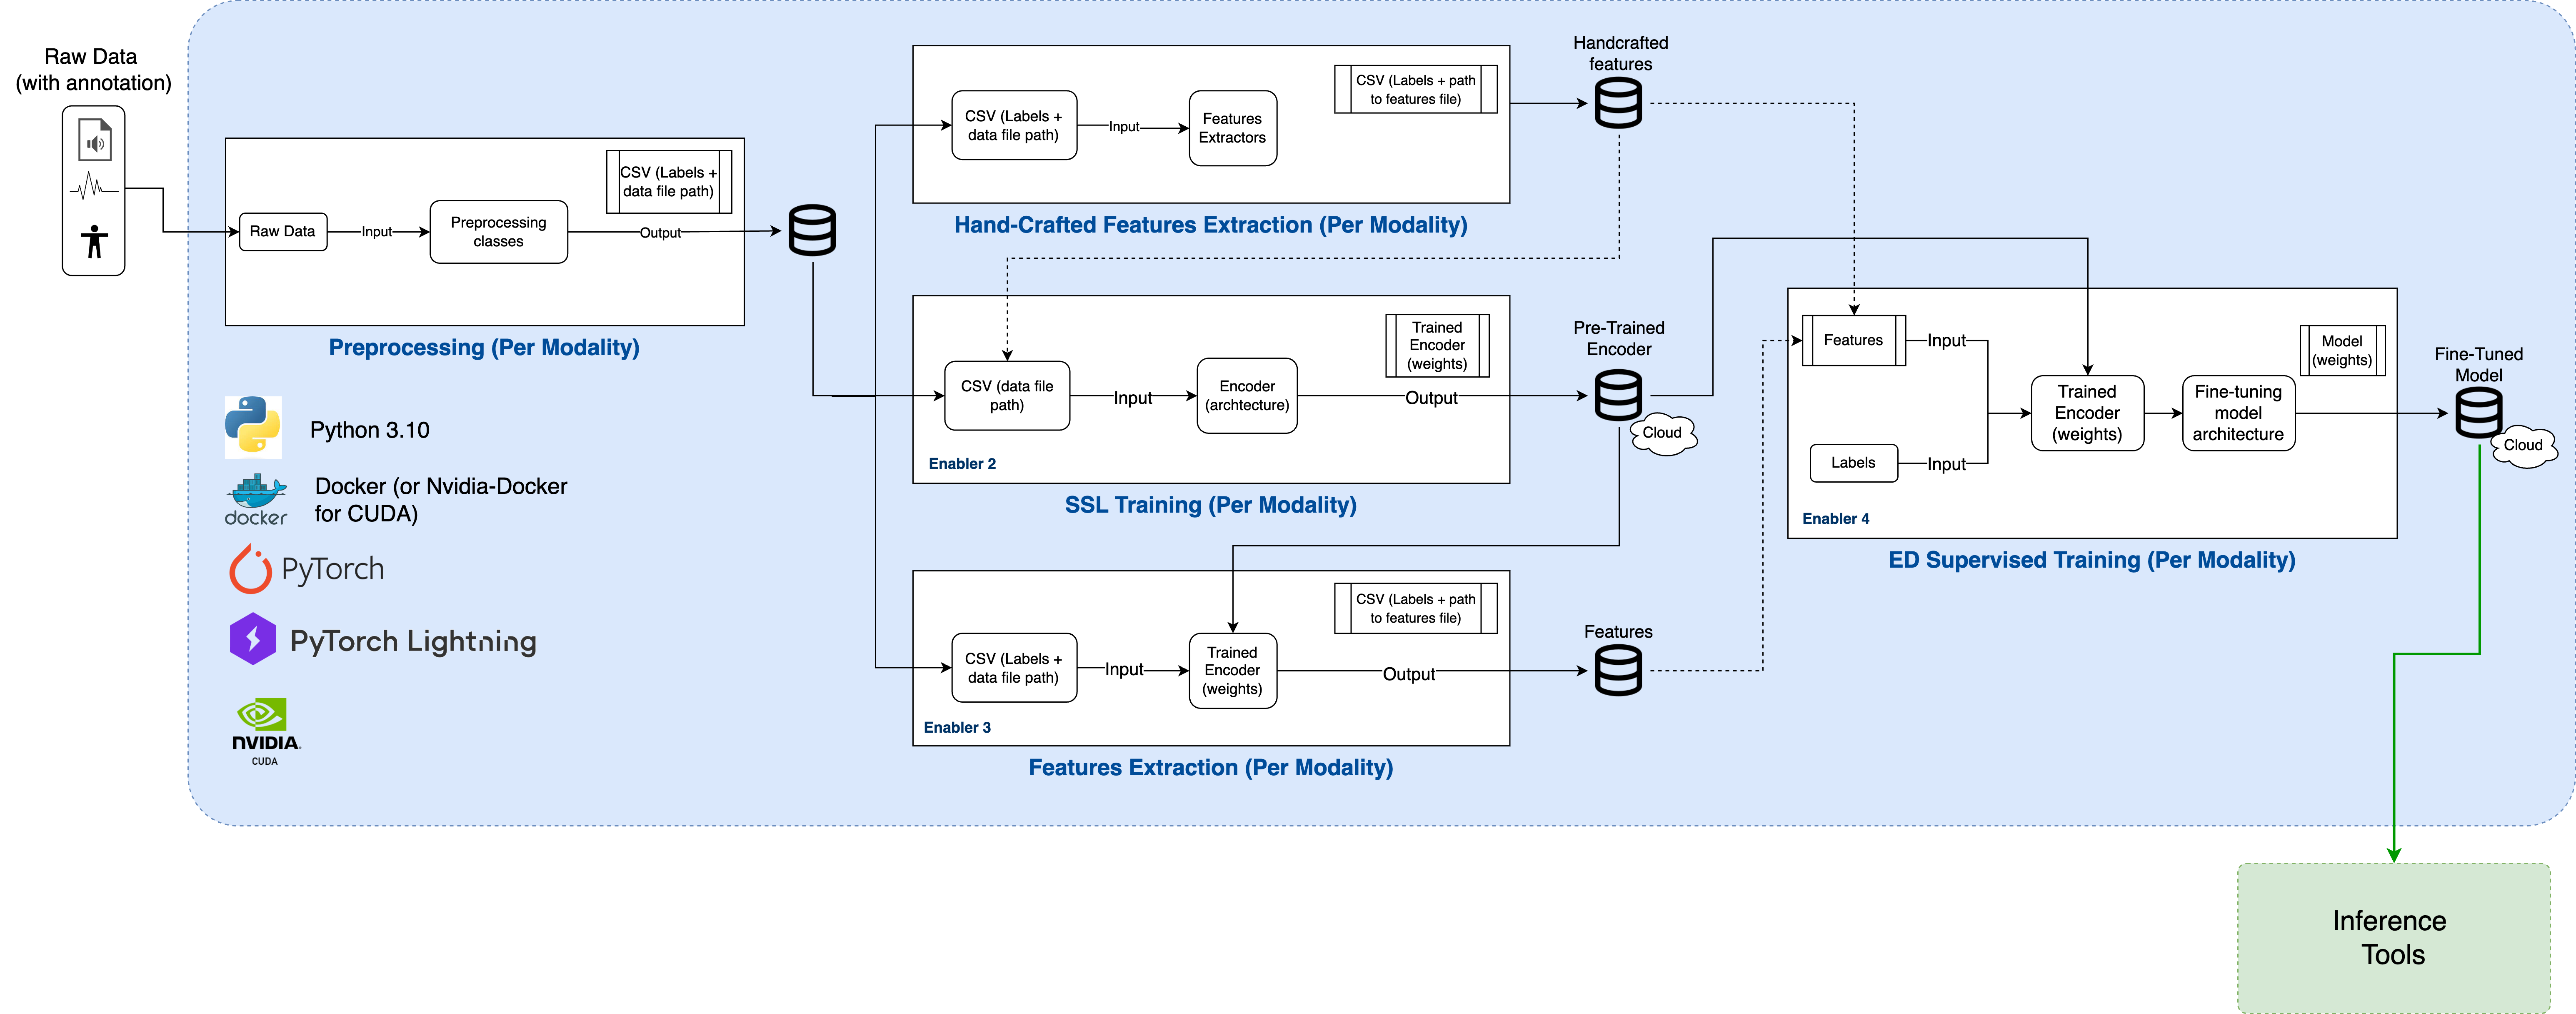 Raw Data
(with annotation)
Raw Data
Input
Preprocessing
classes
CSV (Labels +
data file path)
Output
Preprocessing (Per Modality)
Python 3.10
docker
Docker (or Nvidia-Docker
for CUDA)
PyTorch
PyTorch Lightning
NVIDIA.
CUDA
CSV (Labels +
data file path)
Input
Features
Extractors
CSV (Labels + path
to features file)
Hand-Crafted Features Extraction (Per Modality)
Handcrafted
features
CSV (data file
path)
Input
Encoder
(archtecture)
Trained
Encoder
(weights)
Output
Enabler 2
SSL Training (Per Modality)
Pre-Trained
Encoder
Cloud
CSV (Labels +
data file path)
Input
Trained
Encoder
(weights)
CSV (Labels + path
to features file)
Output
Enabler 3
Features Extraction (Per Modality)
Features
Features
Input
Labels
Input
Trained
Encoder
(weights)
Fine-tuning
model
architecture
Model
(weights)
Enabler 4
ED Supervised Training (Per Modality)
Fine-Tuned
Model
Cloud
Inference
Tools